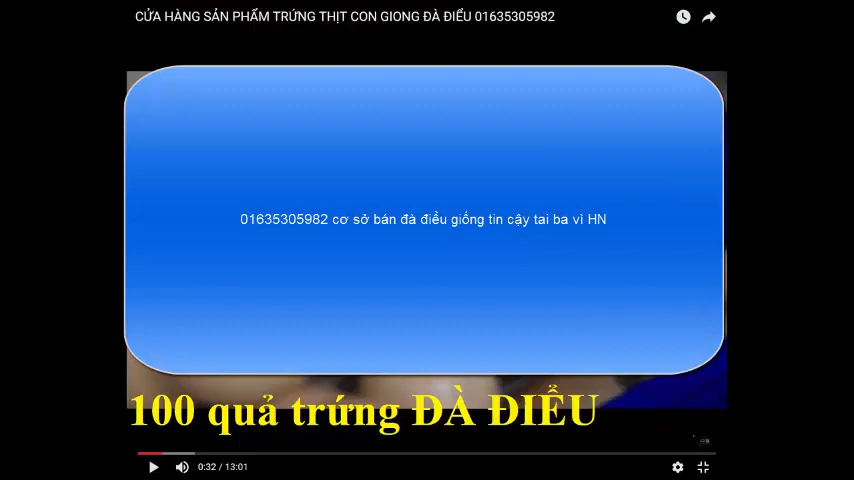 CỬA HÀNG SẢN PHẨM TRỨNG THỊT CON GIONG ĐÀ ĐIỂU 01635305982
01635305982 cơ sở bán đà điểu giống tin cậy tai ba vì HN
100 quả trứng ĐÀ ĐIỂU
0:32 / 13:01